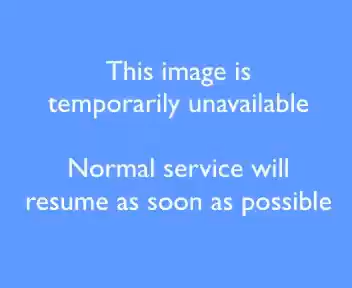 This image is
temporarily unavailable
Normal service will
resume as soon as possible